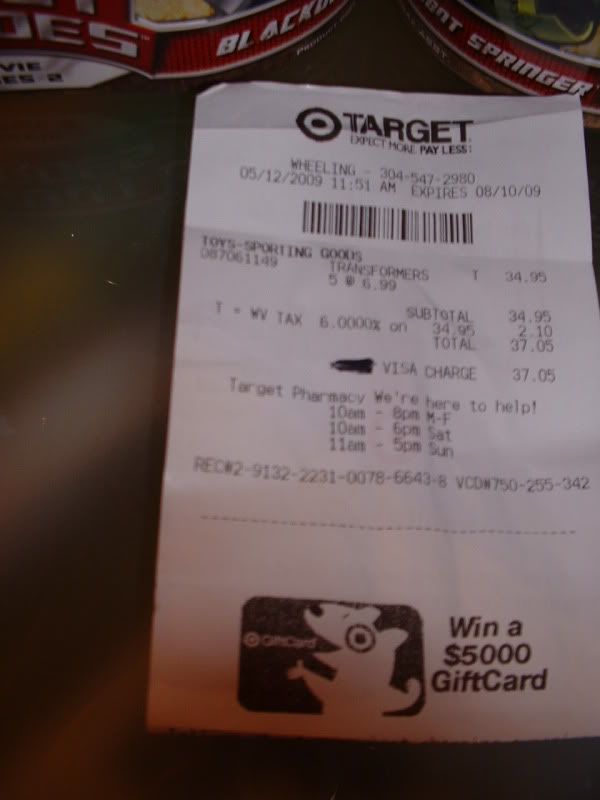 BLACKOU
BOT SPRINGER
TARGET
EXPECT MORE. PAY LESS.
WHEELING - 304-547-2980
05/12/2009 11:51 AM EXPIRES 08/10/09
TOYS-SPORTING GOODS
087061149 TRANSFORMERS T 34.95
5 @ 6.99
SUBTOTAL 34.95
T = WV TAX 6.0000% on 34.95 2.10
TOTAL 37.05
VISA CHARGE 37.05
Target Pharmacy We're here to help!
10am - 8pm M-F
10am - 6pm Sat
11am - 5pm Sun
REC#2-9132-2231-0078-6643-8 VCD#750-255-342
GiftCard
Win a
$5000
GiftCard